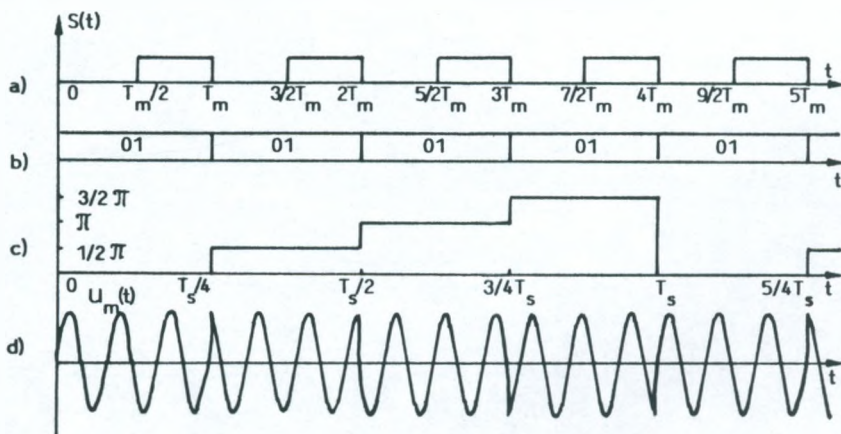 S(t)
a)
0 T_m/2 T_m 3/2T_m 2T_m 5/2T_m 3T_m 7/2T_m 4T_m 9/2T_m 5T_m t
b)
01 01 01 01 01
t
3/2 π
π
c)
1/2 π
0 T_s/4 T_s/2 3/4T_s T_s 5/4T_s t
u_m(t)
d)
t